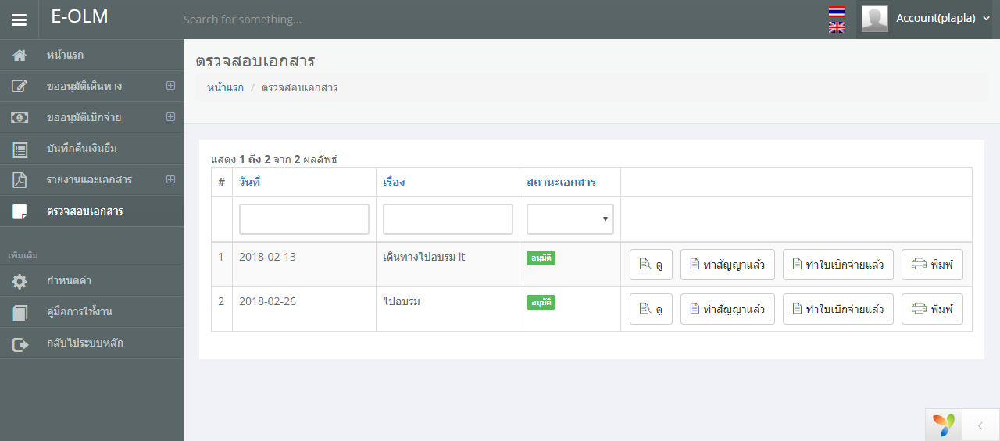 E-OLM
Search for something...
Account(plapla)
หน้าแรก
ขออนุมัติเดินทาง
ขออนุมัติเบิกจ่าย
บันทึกคืนเงินยืม
รายงานและเอกสาร
ตรวจสอบเอกสาร
เพิ่มเติม
กำหนดค่า
คู่มือการใช้งาน
กลับไประบบหลัก
ตรวจสอบเอกสาร
หน้าแรก / ตรวจสอบเอกสาร
แสดง 1 ถึง 2 จาก 2 ผลลัพธ์
# วันที่ เรื่อง สถานะเอกสาร
1 2018-02-13 เดินทางไปอบรม it อนุมัติ ดู ทำสัญญาแล้ว ทำใบเบิกจ่ายแล้ว พิมพ์
2 2018-02-26 ไปอบรม อนุมัติ ดู ทำสัญญาแล้ว ทำใบเบิกจ่ายแล้ว พิมพ์